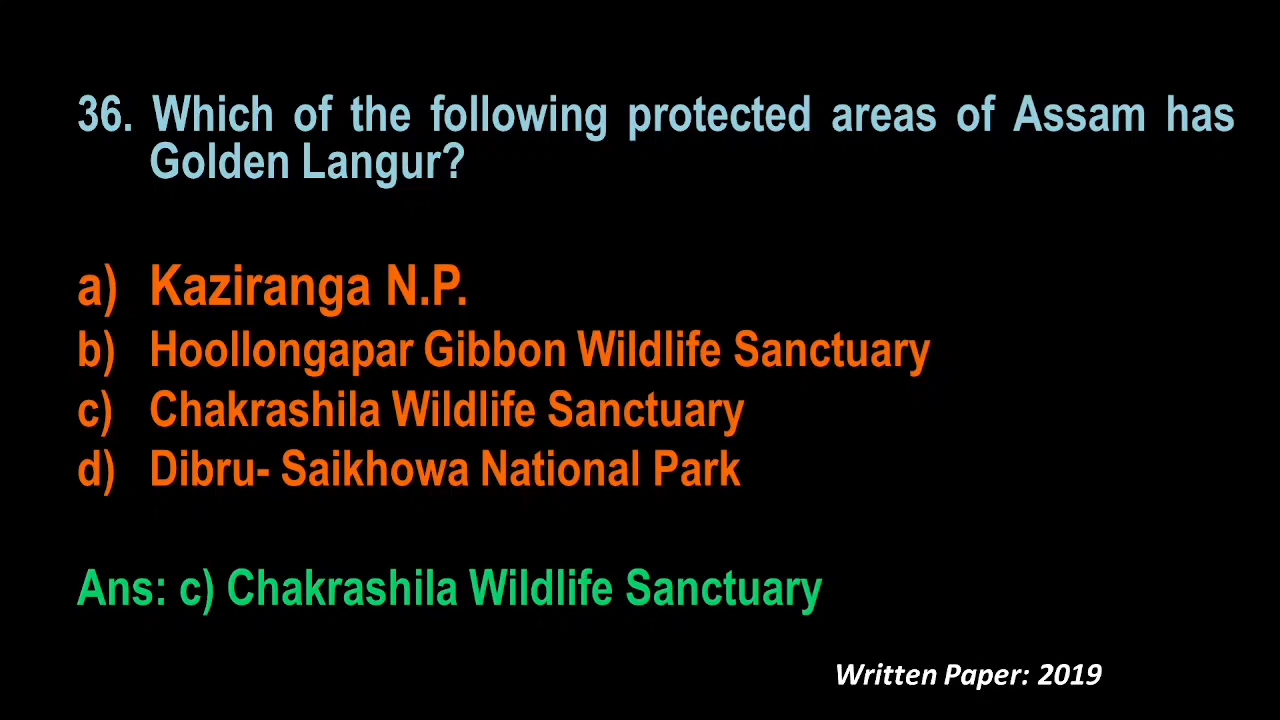 36. Which of the following protected areas of Assam has
Golden Langur?
a) Kaziranga N.P.
b) Hoollongapar Gibbon Wildlife Sanctuary
c) Chakrashila Wildlife Sanctuary
d) Dibru- Saikhowa National Park
Ans: c) Chakrashila Wildlife Sanctuary
Written Paper: 2019